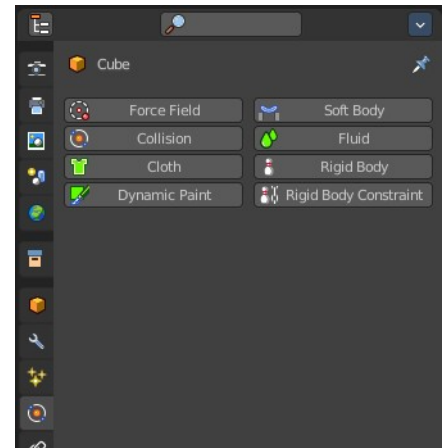 Cube
Force Field Soft Body
Collision Fluid
Cloth Rigid Body
Dynamic Paint Rigid Body Constraint